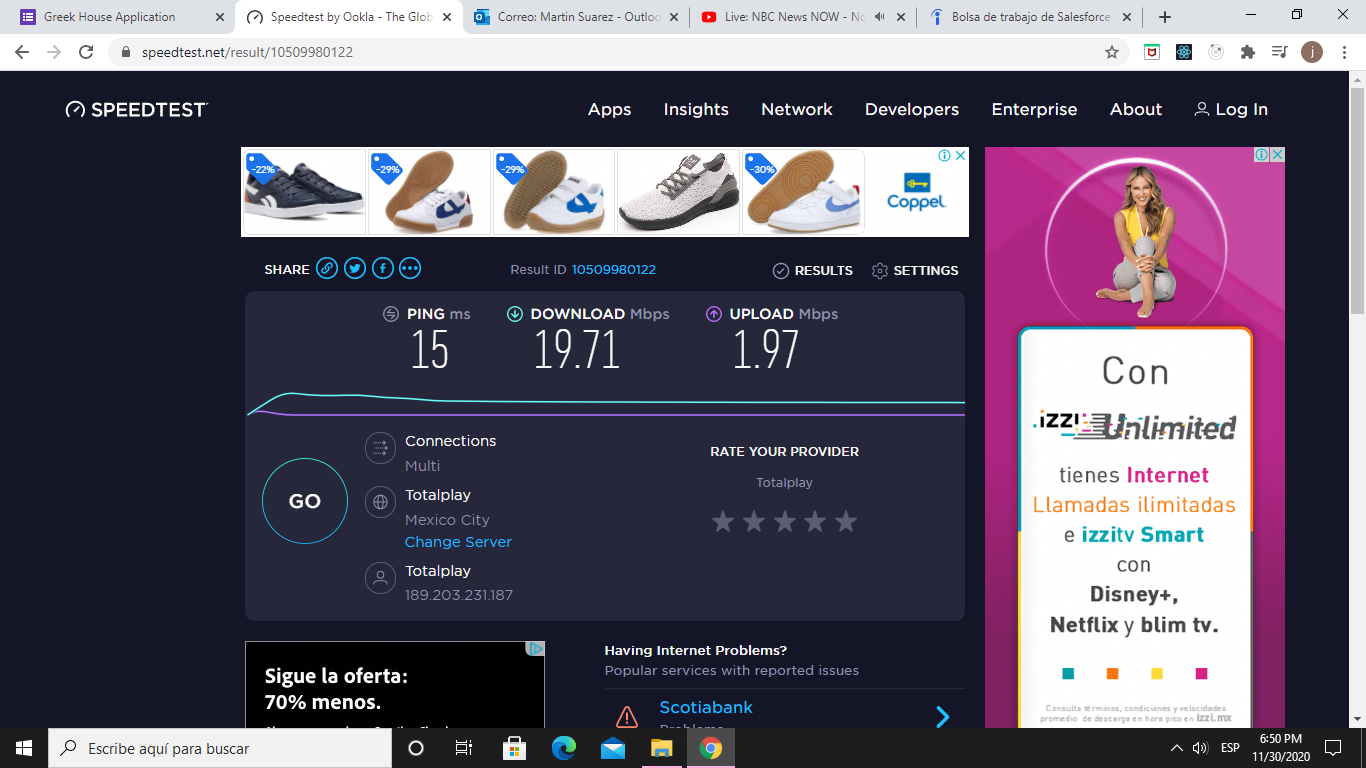 Greek House Application
Speedtest by Ookla - The Glob
Correo: Martin Suarez - Outloo
Live: NBC News NOW - No
Bolsa de trabajo de Salesforce
speedtest.net/result/10509980122
j
SPEEDTEST
Apps Insights Network Developers Enterprise About Log In
-22% -29% -29% -30%
Coppel
SHARE
Result ID 10509980122
RESULTS SETTINGS
PING ms DOWNLOAD Mbps UPLOAD Mbps
15 19.71 1.97
GO
Connections
Multi
Totalplay
Mexico City
Change Server
Totalplay
189.203.231.187
RATE YOUR PROVIDER
Totalplay
Con
izzi Unlimited
tienes Internet
Llamadas ilimitadas
e izzitv Smart
con
Disney+,
Netflix y blim tv.
Consulta términos, condiciones y velocidades
promedio de descarga en hora pico en izzi.mx
Sigue la oferta:
70% menos.
Having Internet Problems?
Popular services with reported issues
Scotiabank
Problems
Escribe aquí para buscar
ESP
6:50 PM
11/30/2020